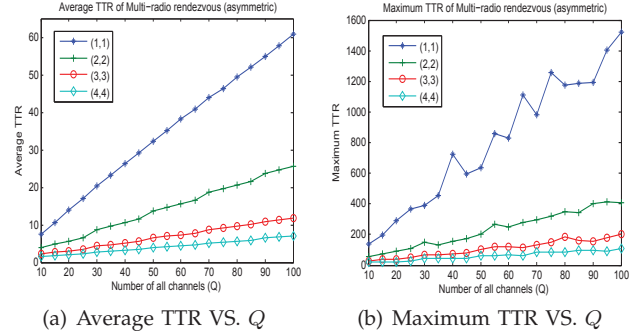 Average TTR of Multi-radio rendezvous (asymmetric)
60
50
40
30
20
10
0
Average TTR
(1,1)
(2,2)
(3,3)
(4,4)
10 20 30 40 50 60 70 80 90 100
Number of all channels (Q)
(a) Average TTR VS. Q
Maximum TTR of Multi-radio rendezvous (asymmetric)
1600
1400
1200
1000
800
600
400
200
0
Maximum TTR
(1,1)
(2,2)
(3,3)
(4,4)
10 20 30 40 50 60 70 80 90 100
Number of all channels (Q)
(b) Maximum TTR VS. Q